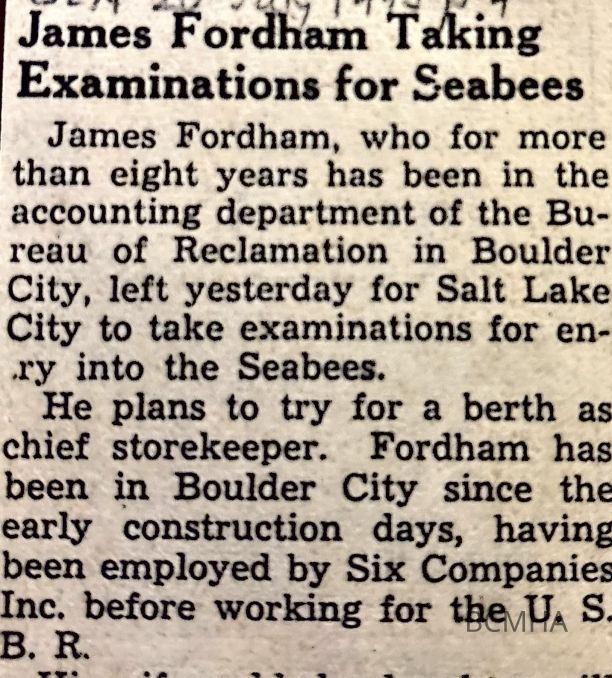 James Fordham Taking
Examinations for Seabees
James Fordham, who for more
than eight years has been in the
accounting department of the Bu-
reau of Reclamation in Boulder
City, left yesterday for Salt Lake
City to take examinations for en-
.ry into the Seabees.
He plans to try for a berth as
chief storekeeper. Fordham has
been in Boulder City since the
early construction days, having
been employed by Six Companies
Inc. before working for the U. S.
B. R.
BCMHA